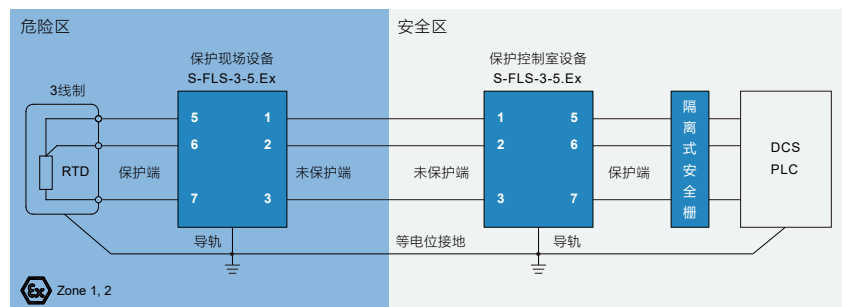 危险区
安全区
保护现场设备
S-FLS-3-5.Ex
保护控制室设备
S-FLS-3-5.Ex
3线制
RTD
保护端
5
6
7
1
2
3
未保护端
未保护端
1
2
3
5
6
7
保护端
隔离式安全栅
DCS
PLC
导轨
等电位接地
导轨
Ex
Zone 1, 2